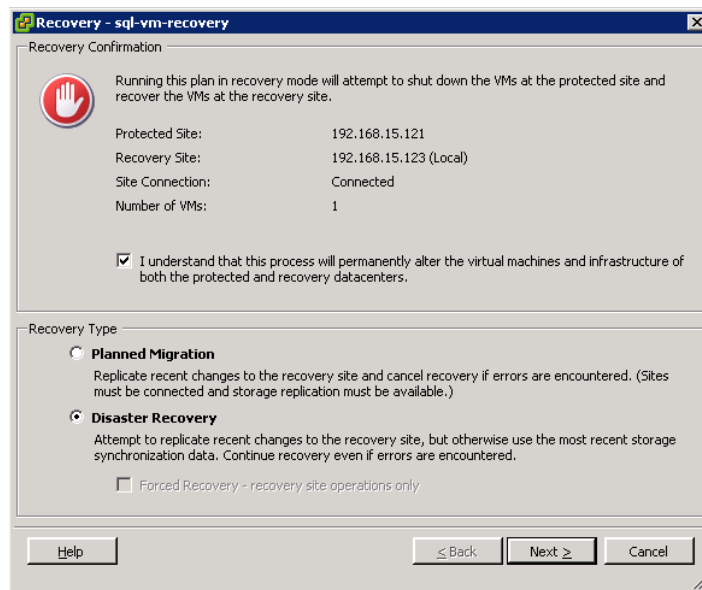 Recovery - sql-vm-recovery
Recovery Confirmation
Running this plan in recovery mode will attempt to shut down the VMs at the protected site and
recover the VMs at the recovery site.
Protected Site: 192.168.15.121
Recovery Site: 192.168.15.123 (Local)
Site Connection: Connected
Number of VMs: 1
I understand that this process will permanently alter the virtual machines and infrastructure of
both the protected and recovery datacenters.
Recovery Type
Planned Migration
Replicate recent changes to the recovery site and cancel recovery if errors are encountered. (Sites
must be connected and storage replication must be available.)
Disaster Recovery
Attempt to replicate recent changes to the recovery site, but otherwise use the most recent storage
synchronization data. Continue recovery even if errors are encountered.
Forced Recovery - recovery site operations only
Help < Back Next > Cancel